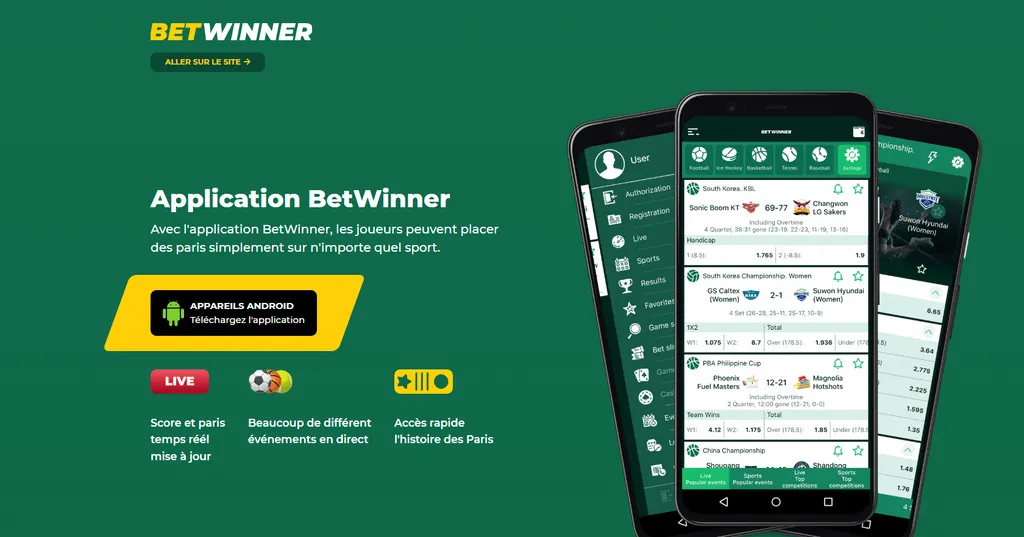 BETWINNER
ALLER SUR LE SITE →
Application BetWinner
Avec l'application BetWinner, les joueurs peuvent placer
des paris simplement sur n'importe quel sport.
APPAREILS ANDROID
Téléchargez l'application
LIVE
Score et paris
temps réél
mise à jour
Beaucoup de différent
événements en direct
Accès rapide
l'histoire des Paris
User
Authorization
Registration
Live
Sports
Results
Favorites
Game s
Bet sli
Gam
Cas
Eve
BETWINNER
Football
Ice Hockey
Basketball
Tennes
Baseball
Settings
South Korea. KBL
Sonic Boom KT 69-77 Changwon
LG Sakers
Including Overtime
4 Quarter, 38:31 gone (23-19, 22-23, 11-19, 13-16)
Handicap
1 (8.5): 1.765 2 (-8.5): 1.9
South Korea Championship. Women
GS Caltex 2-1 Suwon Hyundai
(Women) (Women)
4 Set (26-28, 25-11, 25-17, 10-9)
1X2 Total
W1: 1.075 W2: 8.7 Over (178.5): 1.936 Under (178.5)
PBA Philippine Cup
Phoenix 12-21 Magnolia
Fuel Masters Hotshots
Including Overtime
2 Quarter, 12:00 gone (12-21, 0-0)
Team Wins Total
W1: 4.12 W2: 1.175 Over (178.5): 1.85 Under (178.5)
China Championship
Shougang Shandong
Live
Popular events
Sports
Popular events
Live
Top
competitions
Sports
Top
competitions
mpionship.
Suwon Hyundai
(Women)
6.65
3.64
2.775
2.225
1.595
1.35
1.48
1.76